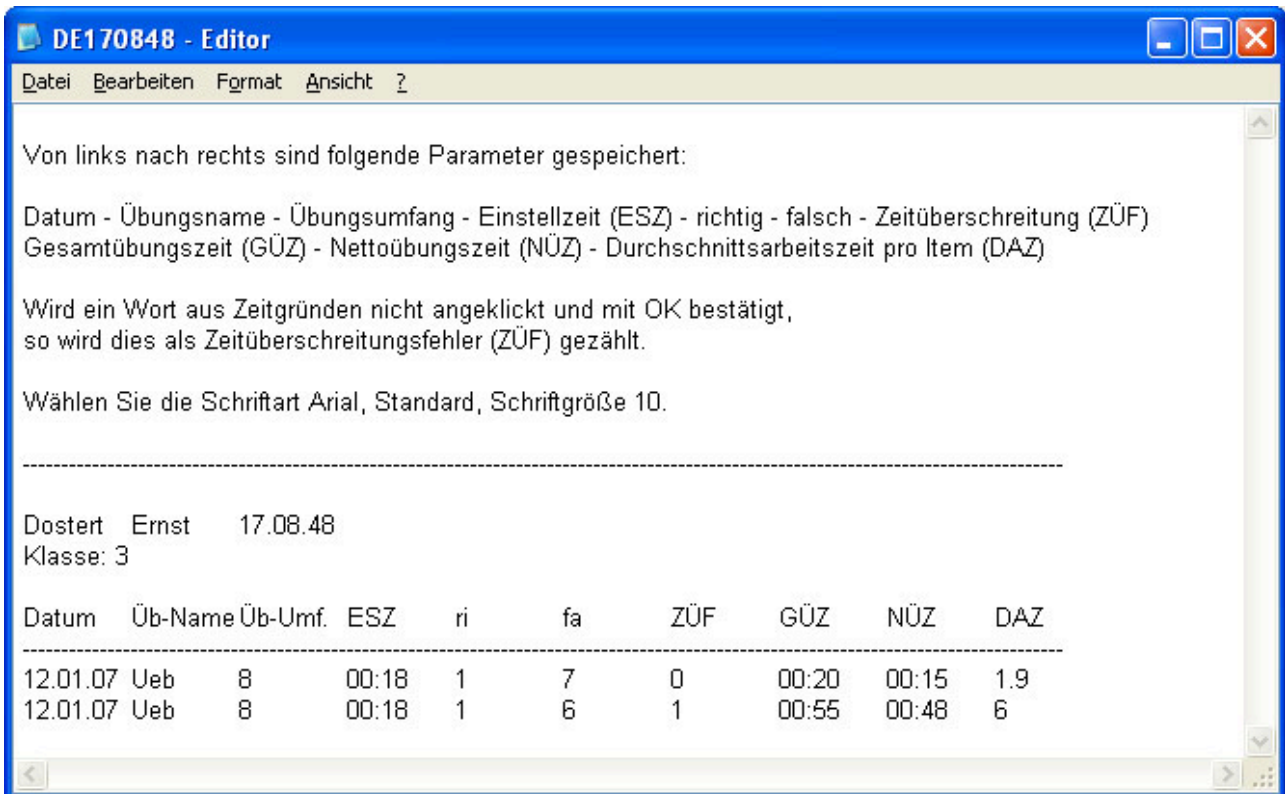 DE170848 - Editor
Datei Bearbeiten Format Ansicht ?
Von links nach rechts sind folgende Parameter gespeichert:
Datum - Übungsname - Übungsumfang - Einstellzeit (ESZ) - richtig - falsch - Zeitüberschreitung (ZÜF)
Gesamtübungszeit (GÜZ) - Nettoübungszeit (NÜZ) - Durchschnittsarbeitszeit pro Item (DAZ)
Wird ein Wort aus Zeitgründen nicht angeklickt und mit OK bestätigt,
so wird dies als Zeitüberschreitungsfehler (ZÜF) gezählt.
Wählen Sie die Schriftart Arial, Standard, Schriftgröße 10.
Dostert Ernst 17.08.48
Klasse: 3
Datum Üb-Name Üb-Umf. ESZ ri fa ZÜF GÜZ NÜZ DAZ
12.01.07 Ueb 8 00:18 1 7 0 00:20 00:15 1.9
12.01.07 Ueb 8 00:18 1 6 1 00:55 00:48 6